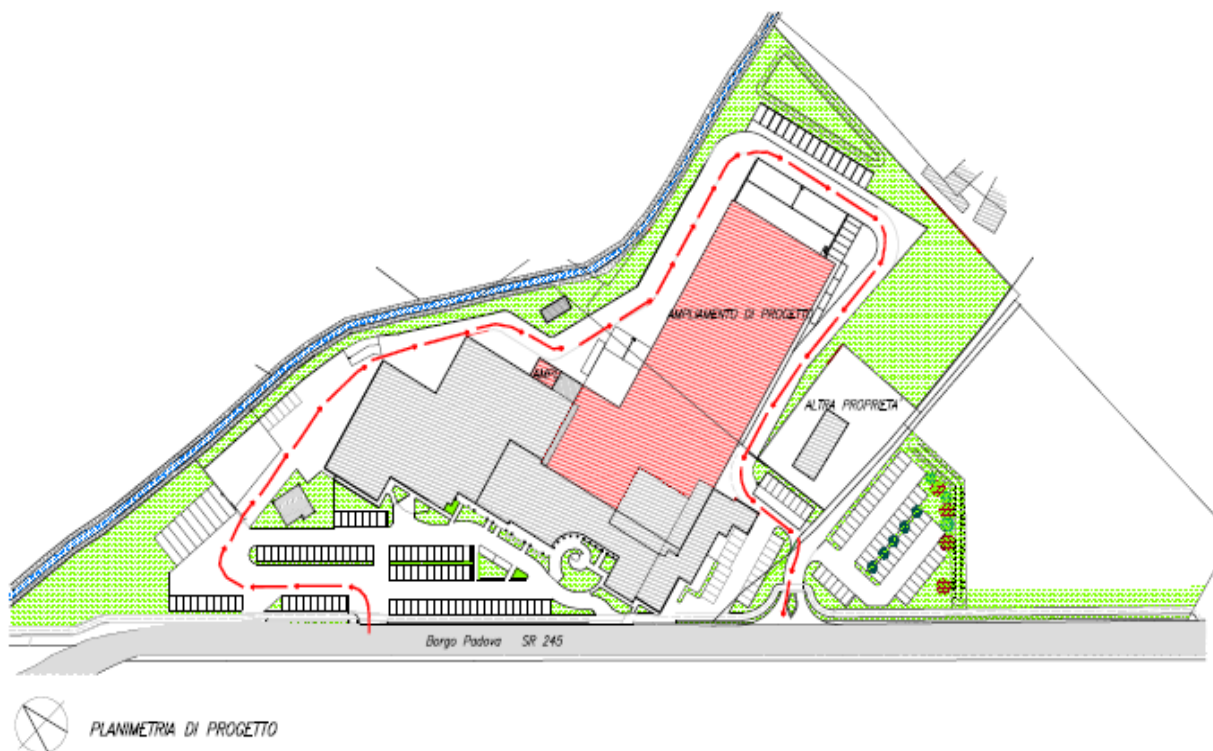 AMPLIAMENTO DI PROGETTO
AMP.
ALTRA PROPRIETA'
Borgo Padova SR 245
PLANIMETRIA DI PROGETTO